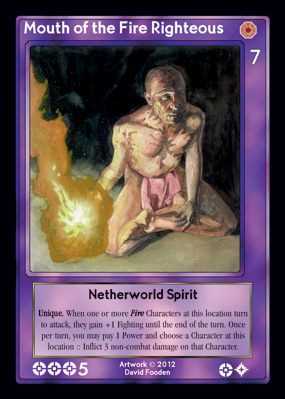 Mouth of the Fire Righteous
7
Netherworld Spirit
Unique. When one or more Fire Characters at this location turn
to attack, they gain +1 Fighting until the end of the turn. Once
per turn, you may pay 1 Power and choose a Character at this
location :: Inflict 3 non-combat damage on that Character.
5
Artwork © 2012
David Fooden